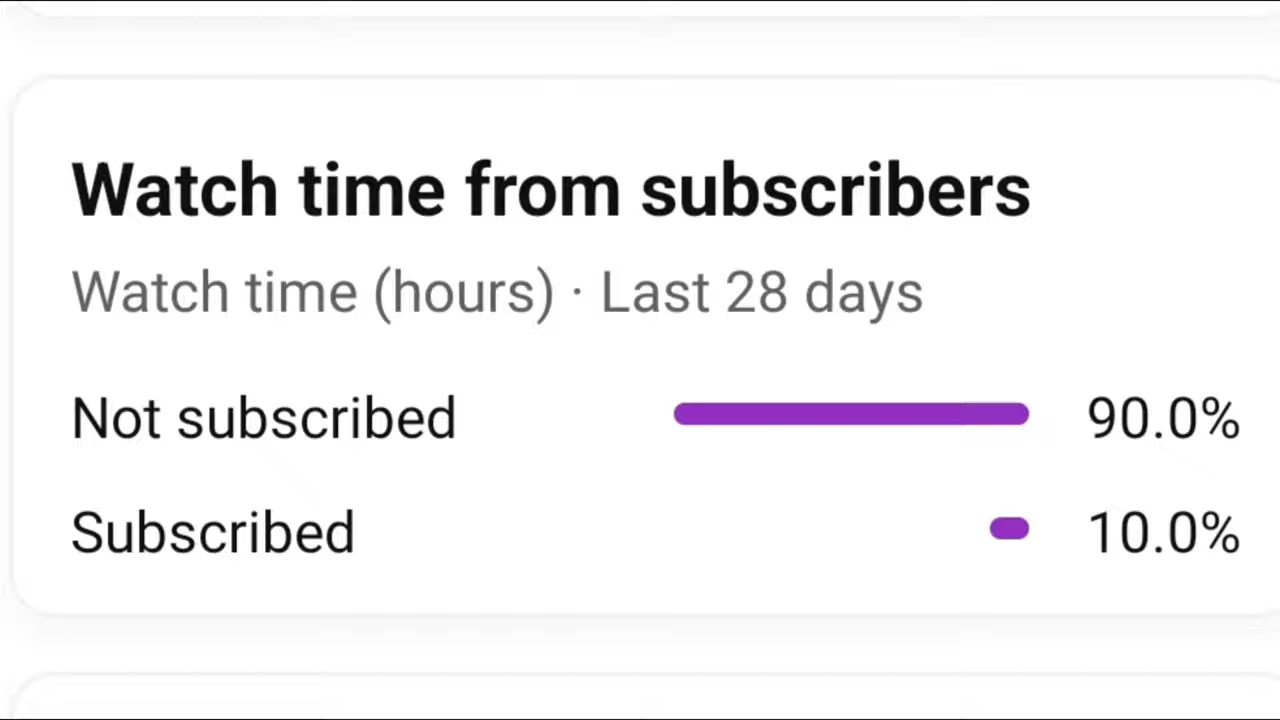 Watch time from subscribers
Watch time (hours) · Last 28 days
Not subscribed 90.0%
Subscribed 10.0%